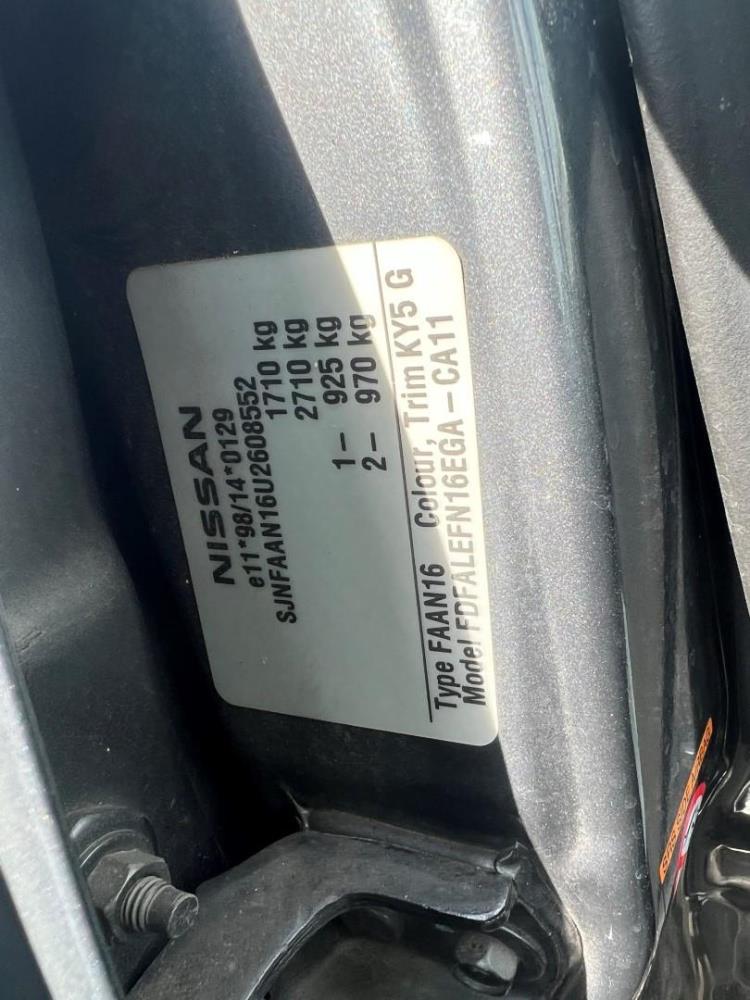 NISSAN
e11*98/14*0129
SJNFAAN16U2608552
1710 kg
2710 kg
1– 925 kg
2– 970 kg
Type FAAN16 Colour, Trim KY5 G
Model FDFALEFN16EGA–CA11